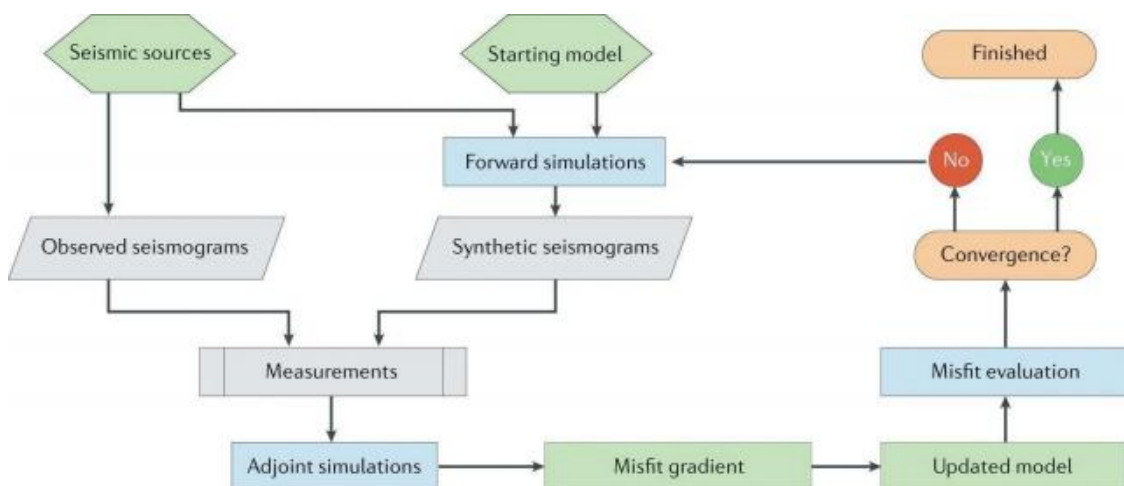 Seismic sources
Starting model
Finished
Forward simulations
No
Yes
Observed seismograms
Synthetic seismograms
Convergence?
Measurements
Misfit evaluation
Adjoint simulations
Misfit gradient
Updated model